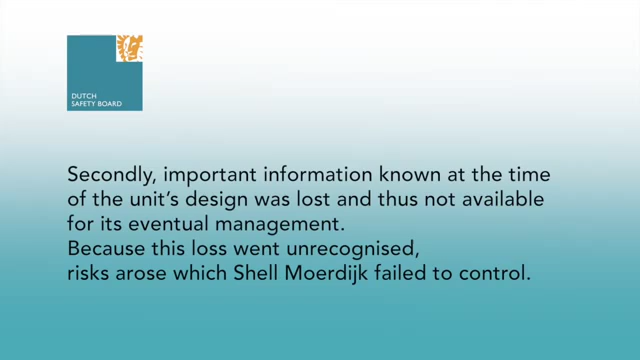 DUTCH
SAFETY BOARD
Secondly, important information known at the time
of the unit's design was lost and thus not available
for its eventual management.
Because this loss went unrecognised,
risks arose which Shell Moerdijk failed to control.